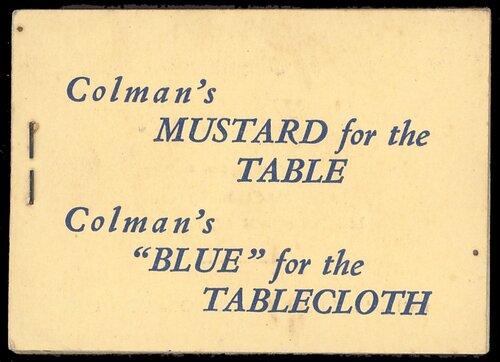 Colman's
MUSTARD for the
TABLE
Colman's
"BLUE" for the
TABLECLOTH